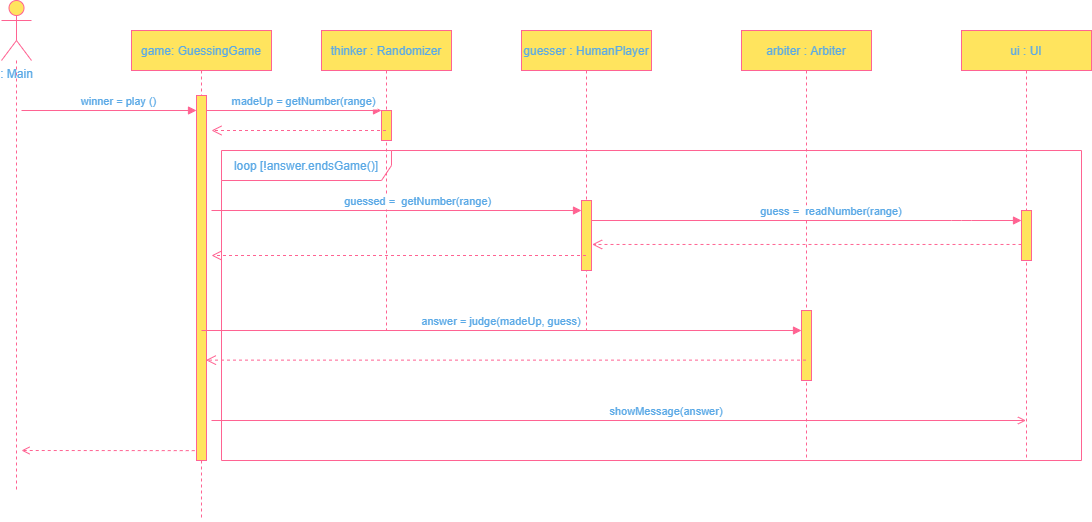 : Main
game: GuessingGame
thinker : Randomizer
guesser : HumanPlayer
arbiter : Arbiter
ui : UI
winner = play ()
madeUp = getNumber(range)
loop [!answer.endsGame()]
guessed =  getNumber(range)
guess =  readNumber(range)
answer = judge(madeUp, guess)
showMessage(answer)